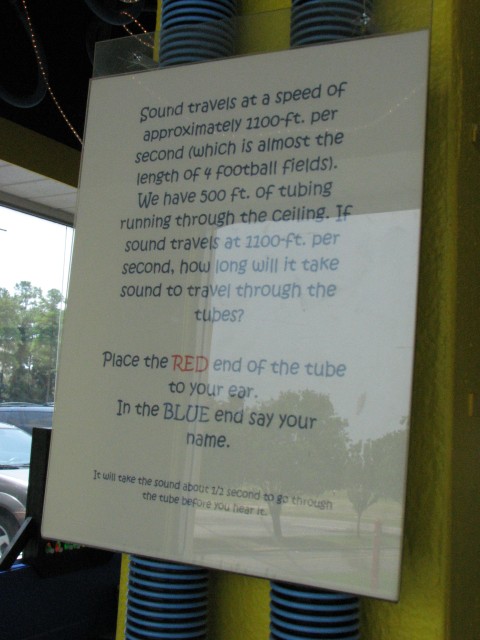 Sound travels at a speed of
approximately 1100-ft. per
second (which is almost the
length of 4 football fields).
We have 500 ft. of tubing
running through the ceiling. If
sound travels at 1100-ft. per
second, how long will it take
sound to travel through the
tubes?
Place the RED end of the tube
to your ear.
In the BLUE end say your
name.
It will take the sound about 1/2 second to go through
the tube before you hear it.